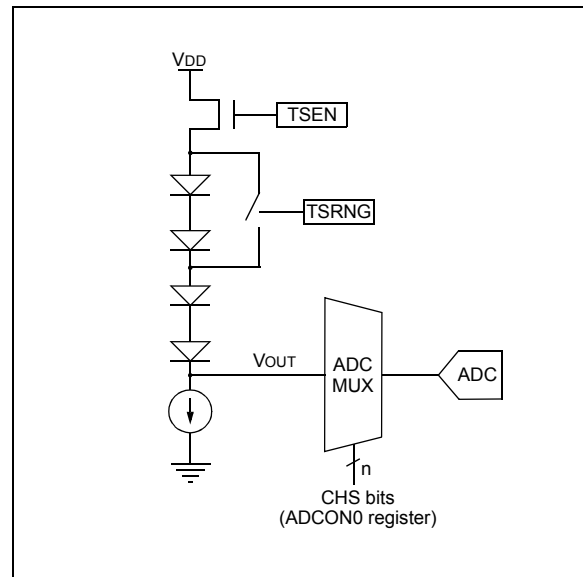 VDD
TSEN
TSRNG
VOUT
ADC
MUX
ADC
n
CHS bits
(ADCON0 register)